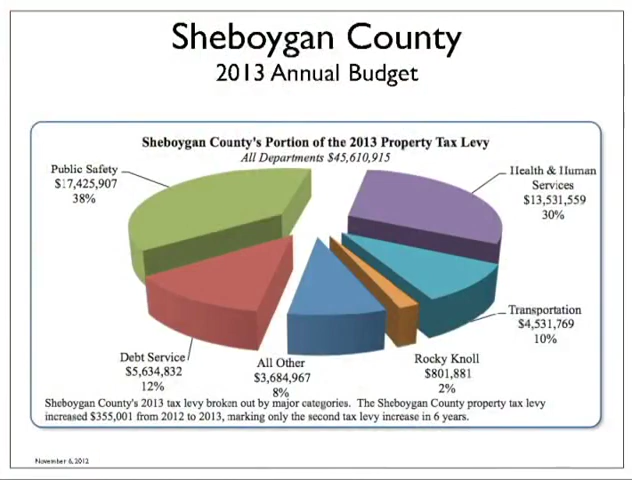 Sheboygan County
2013 Annual Budget
Sheboygan County's Portion of the 2013 Property Tax Levy
All Departments $45,610,915
Public Safety
$17,425,907
38%
Health & Human
Services
$13,531,559
30%
Transportation
$4,531,769
10%
Debt Service
$5,634,832
12%
All Other
$3,684,967
8%
Rocky Knoll
$801,881
2%
Sheboygan County's 2013 tax levy broken out by major categories. The Sheboygan County property tax levy
increased $355,001 from 2012 to 2013, marking only the second tax levy increase in 6 years.
November 6, 2012